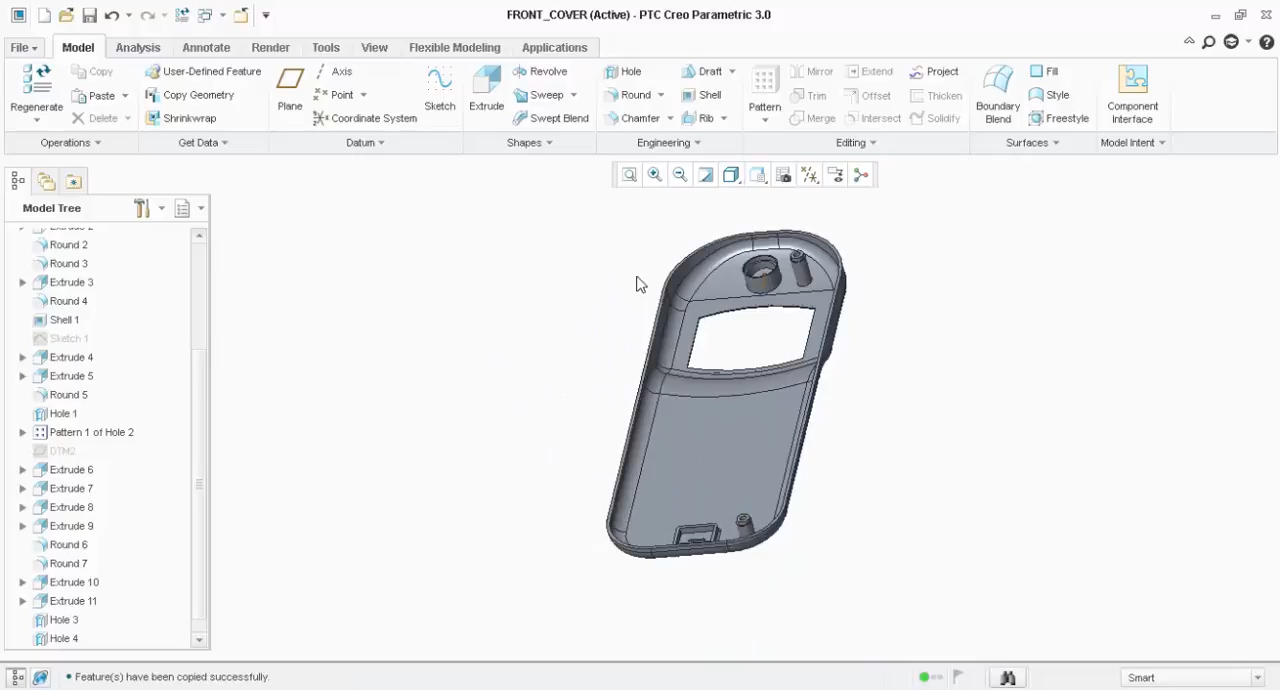 FRONT_COVER (Active) - PTC Creo Parametric 3.0
File Model Analysis Annotate Render Tools View Flexible Modeling Applications
Copy User-Defined Feature Axis Revolve Hole Draft Mirror Extend Project Fill
Paste Copy Geometry Point Sweep Round Shell Trim Offset Thicken Style
Regenerate Plane Sketch Extrude Pattern Boundary Blend Component Interface
Delete Shrinkwrap Coordinate System Swept Blend Chamfer Rib Merge Intersect Solidify Freestyle
Operations Get Data Datum Shapes Engineering Editing Surfaces Model Intent
Model Tree
Round 2
Round 3
Extrude 3
Round 4
Shell 1
Sketch 1
Extrude 4
Extrude 5
Round 5
Hole 1
Pattern 1 of Hole 2
DTM2
Extrude 6
Extrude 7
Extrude 8
Extrude 9
Round 6
Round 7
Extrude 10
Extrude 11
Hole 3
Hole 4
• Feature(s) have been copied successfully.
Smart